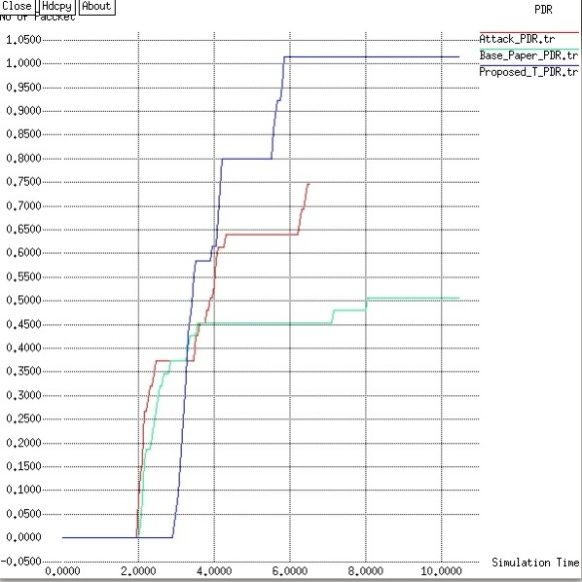 Close Hdcpy About
No of Paccket
PDR
Attack_PDR.tr
Base_Paper_PDR.tr
Proposed_T_PDR.tr
1.0500
1.0000
0.9500
0.9000
0.8500
0.8000
0.7500
0.7000
0.6500
0.6000
0.5500
0.5000
0.4500
0.4000
0.3500
0.3000
0.2500
0.2000
0.1500
0.1000
0.0500
0.0000
-0.0500
0.0000 2.0000 4.0000 6.0000 8.0000 10.0000
Simulation Time